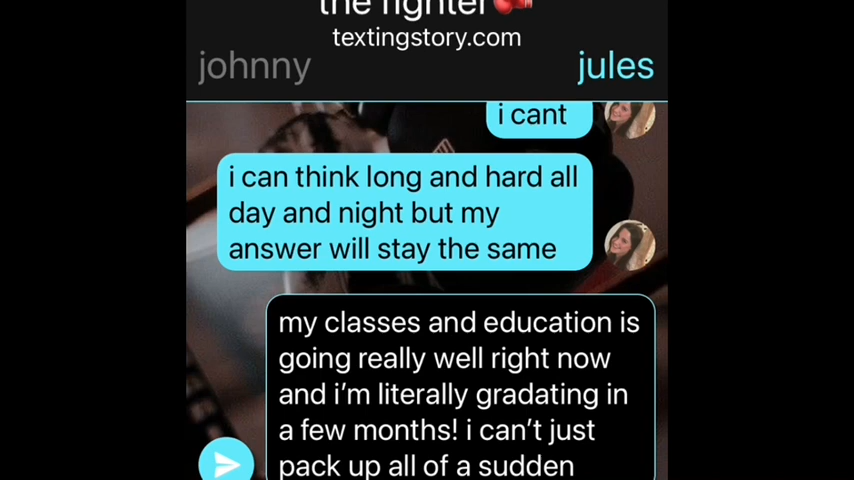 the fighter🥊
textingstory.com
johnny
jules
i cant
i can think long and hard all
day and night but my
answer will stay the same
my classes and education is
going really well right now
and i’m literally gradating in
a few months! i can’t just
pack up all of a sudden